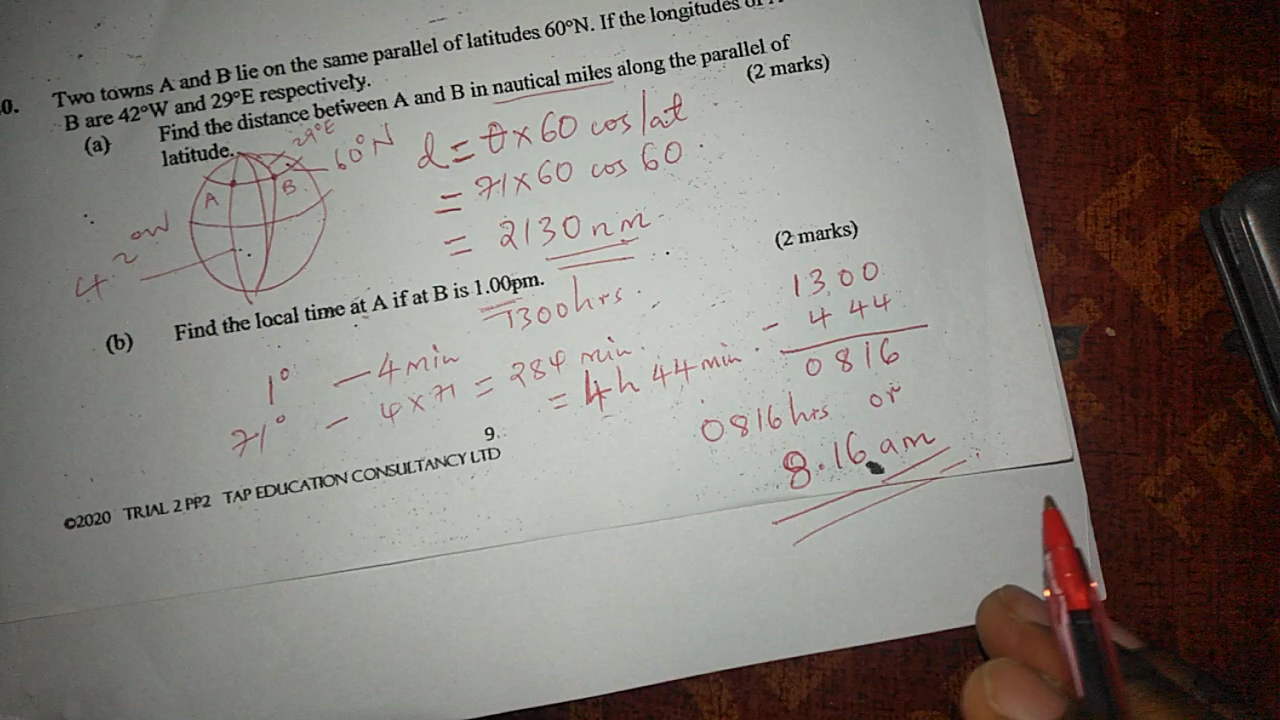 0. Two towns A and B lie on the same parallel of latitudes 60°N. If the longitudes of A
B are 42°W and 29°E respectively.
(a) Find the distance between A and B in nautical miles along the parallel of
latitude. (2 marks)
29°E
60°N
A B
42°W
d = θ × 60 cos lat
= 71 × 60 cos 60
= 2130 nm
(b) Find the local time at A if at B is 1.00pm. (2 marks)
1300hrs
1° — 4 min
71° — 4 × 71 = 284 min
= 4h 44 min
1300
- 4 44
0816
0816 hrs or
8.16 am
9
©2020 TRIAL 2 PP2 TAP EDUCATION CONSULTANCY LTD